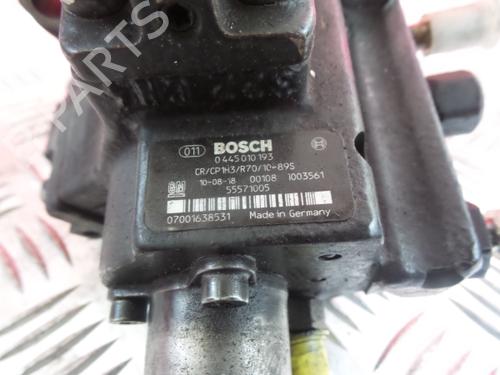 011 BOSCH
0 445 010 193
CR/CP1H3/R70/10-89S
GM 10-08-18 00108 1003561
55571005
07001638531 Made in Germany
B PARTS